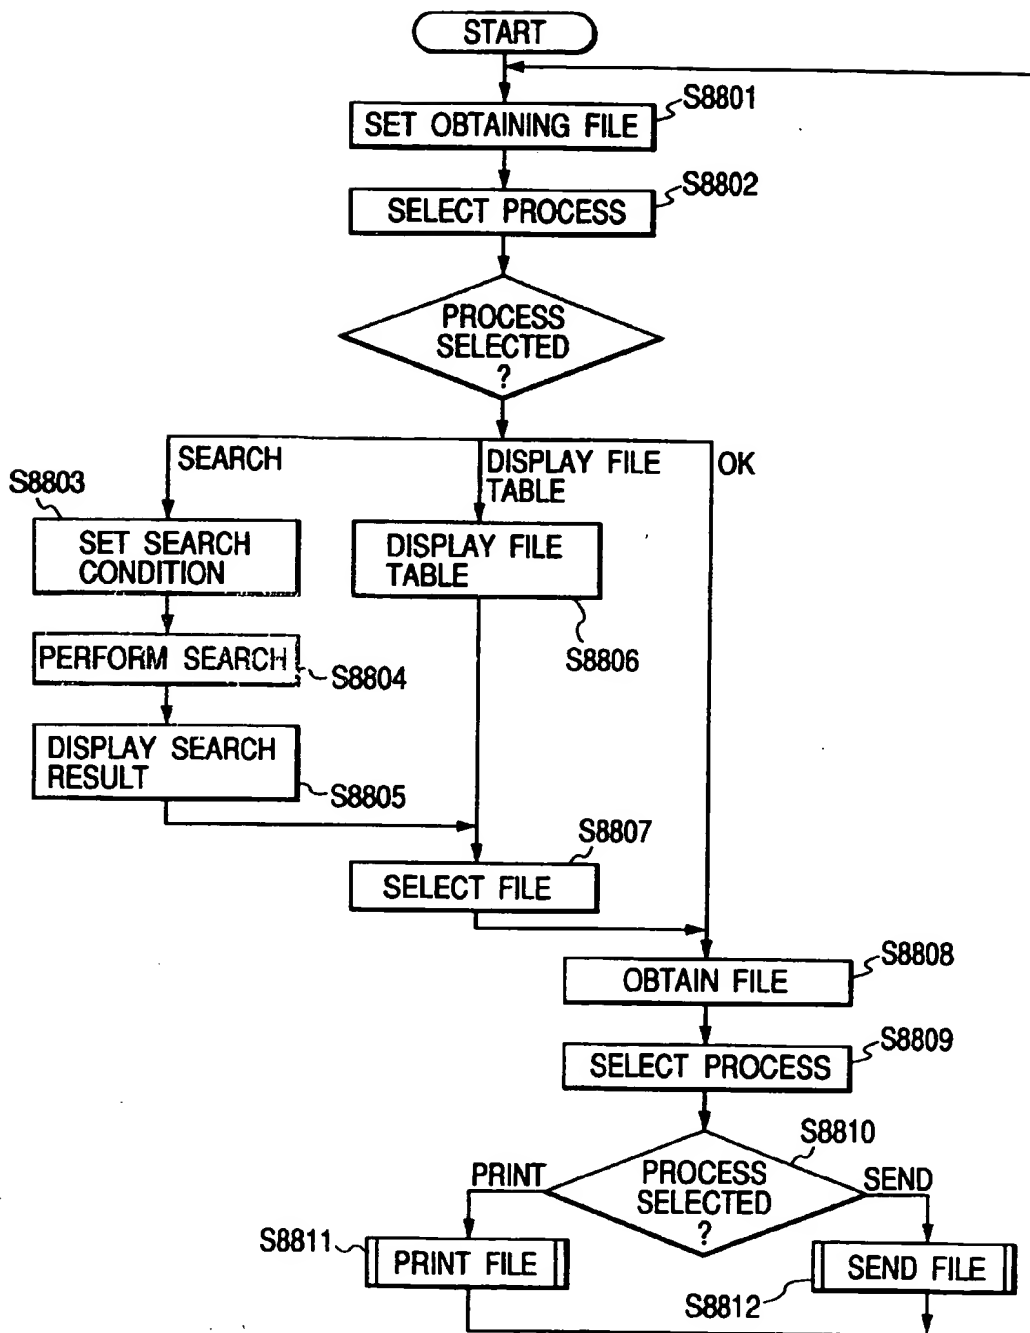 START
S8801
SET OBTAINING FILE
S8802
SELECT PROCESS
PROCESS
SELECTED
?
SEARCH
DISPLAY FILE
TABLE
OK
S8803
SET SEARCH
CONDITION
DISPLAY FILE
TABLE
S8806
PERFORM SEARCH
S8804
DISPLAY SEARCH
RESULT
S8805
S8807
SELECT FILE
S8808
OBTAIN FILE
S8809
SELECT PROCESS
S8810
PRINT
PROCESS
SELECTED
?
SEND
S8811
PRINT FILE
SEND FILE
S8812